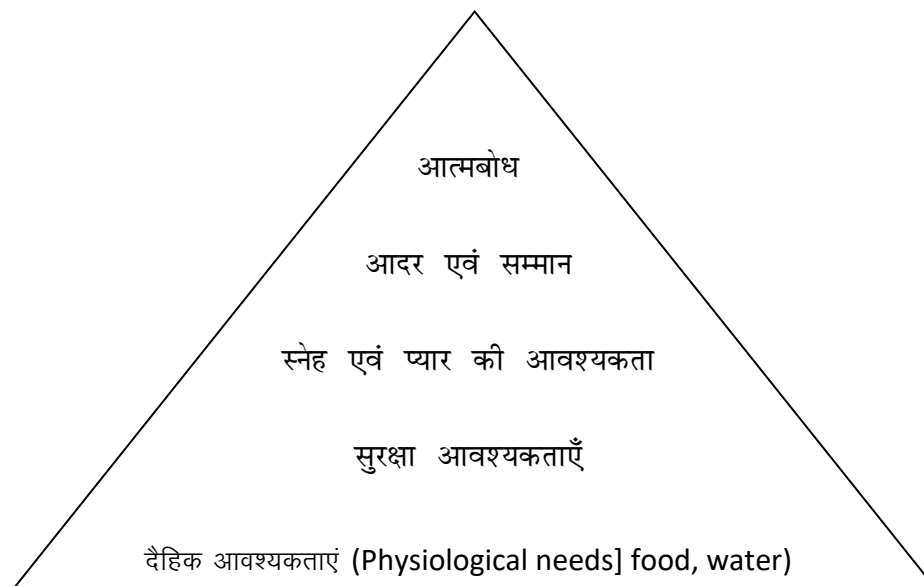 आत्मबोध
आदर एवं सम्मान
स्नेह एवं प्यार की आवश्यकता
सुरक्षा आवश्यकताएँ
दैहिक आवश्यकताएं (Physiological needs] food, water)